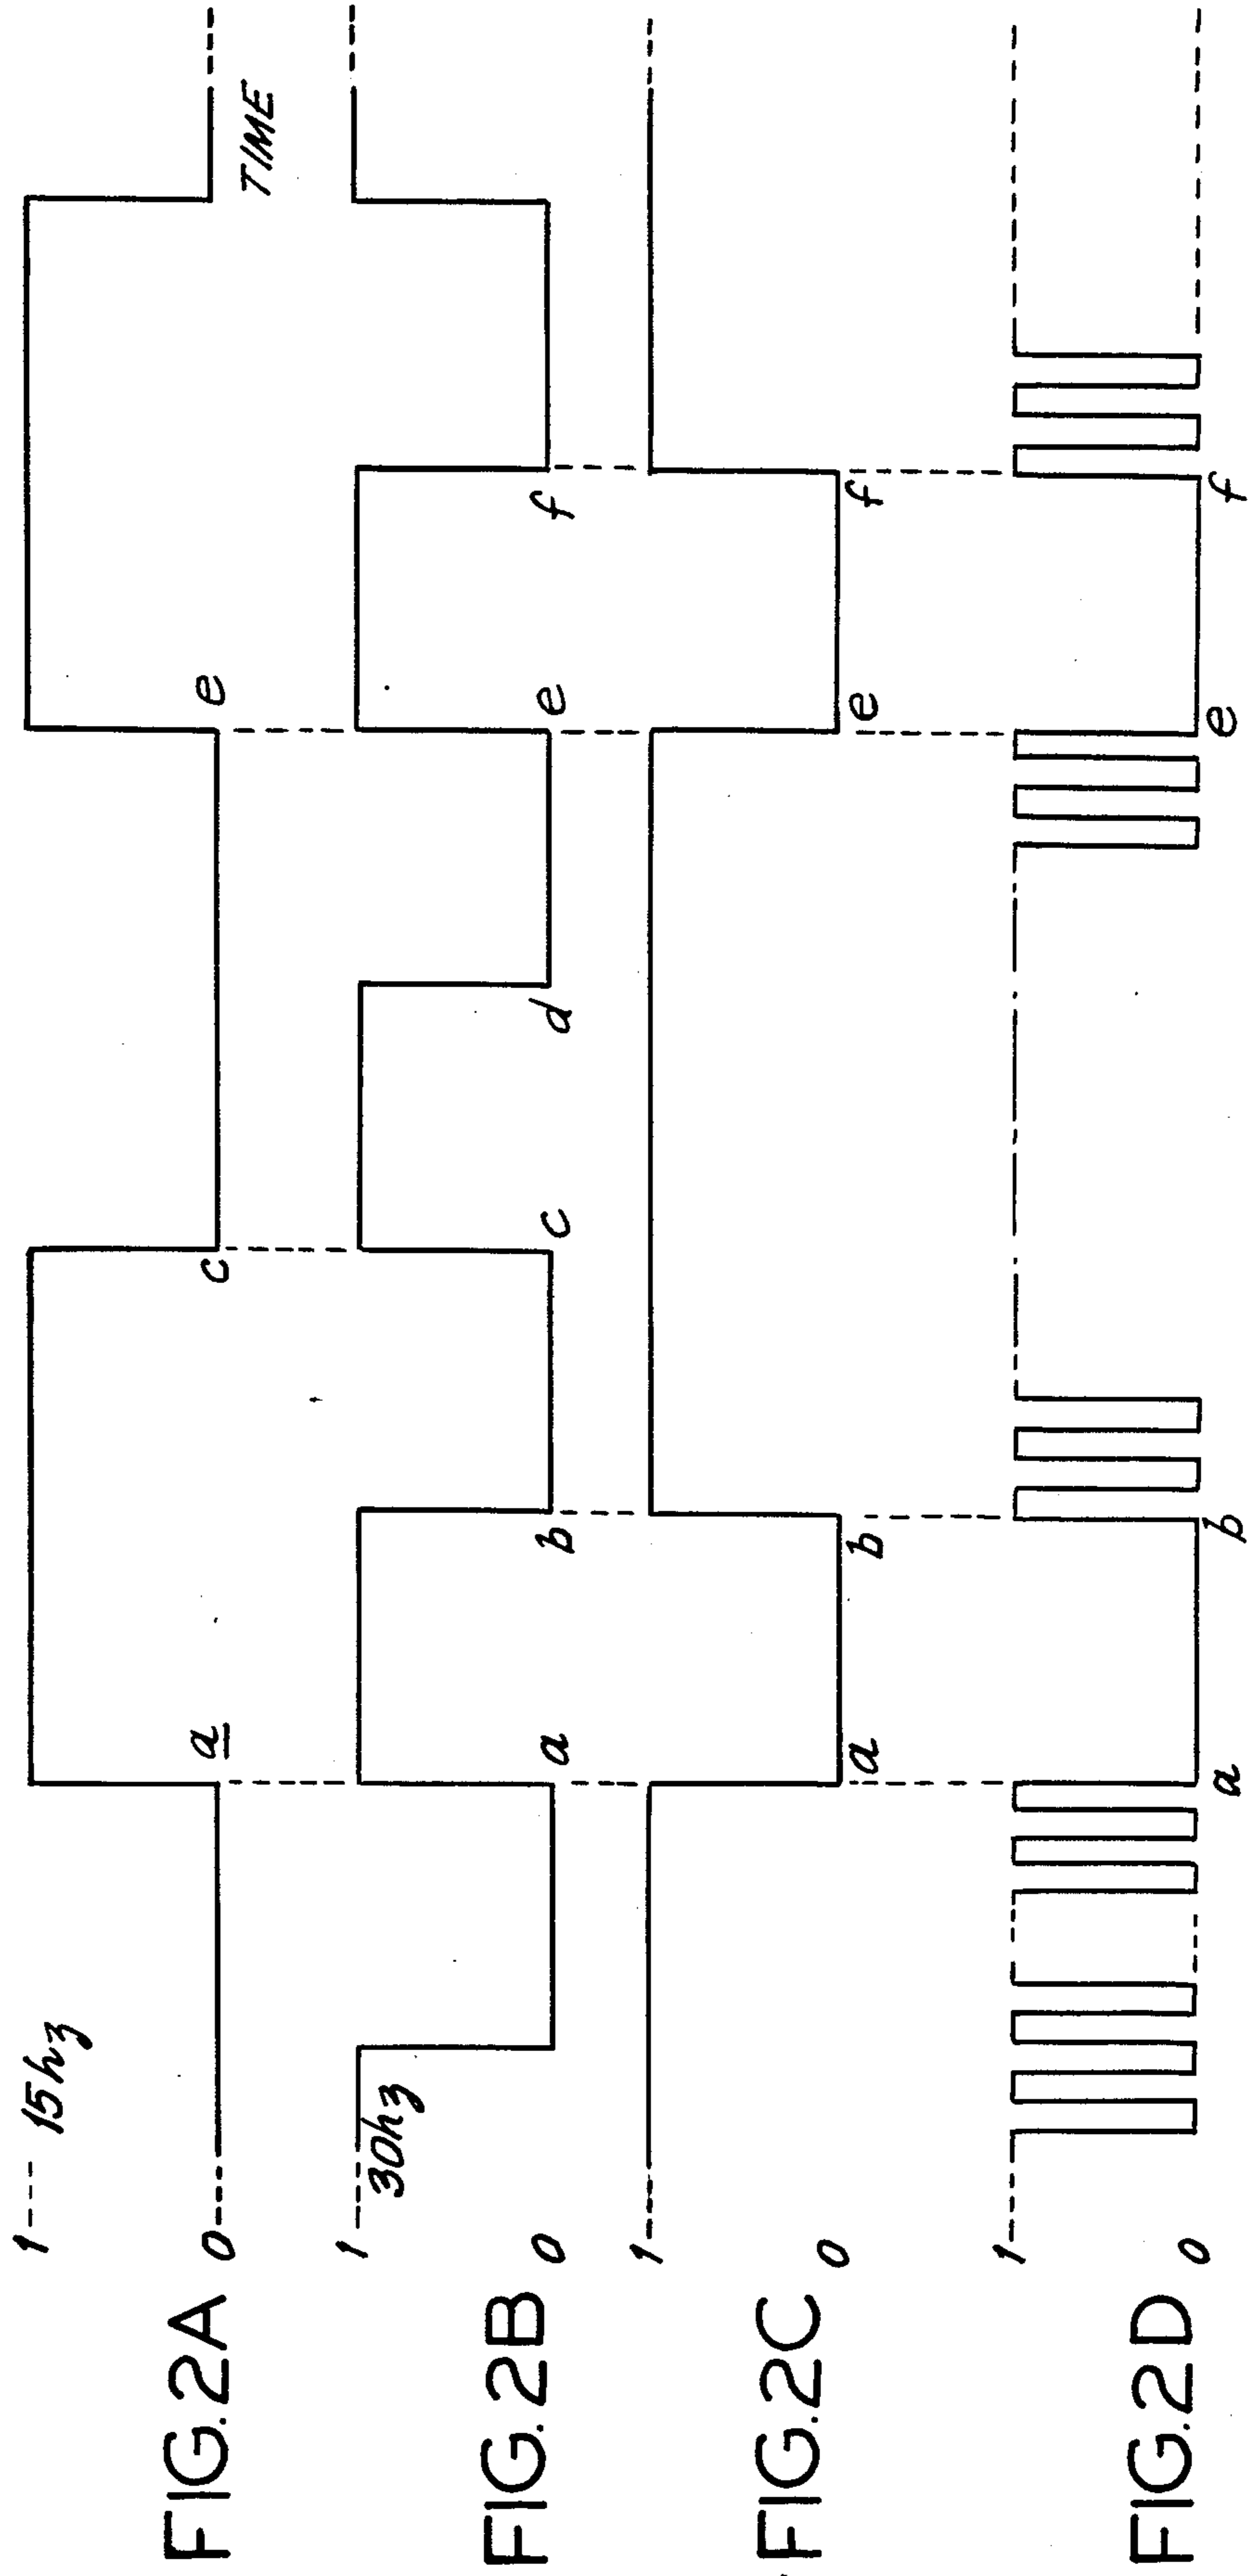 1 15hz
a c e
TIME
0
FIG. 2A
1 30hz
a b c d e f
0
FIG. 2B
1
a b e f
0
FIG. 2C
1
0
a b e f
FIG. 2D